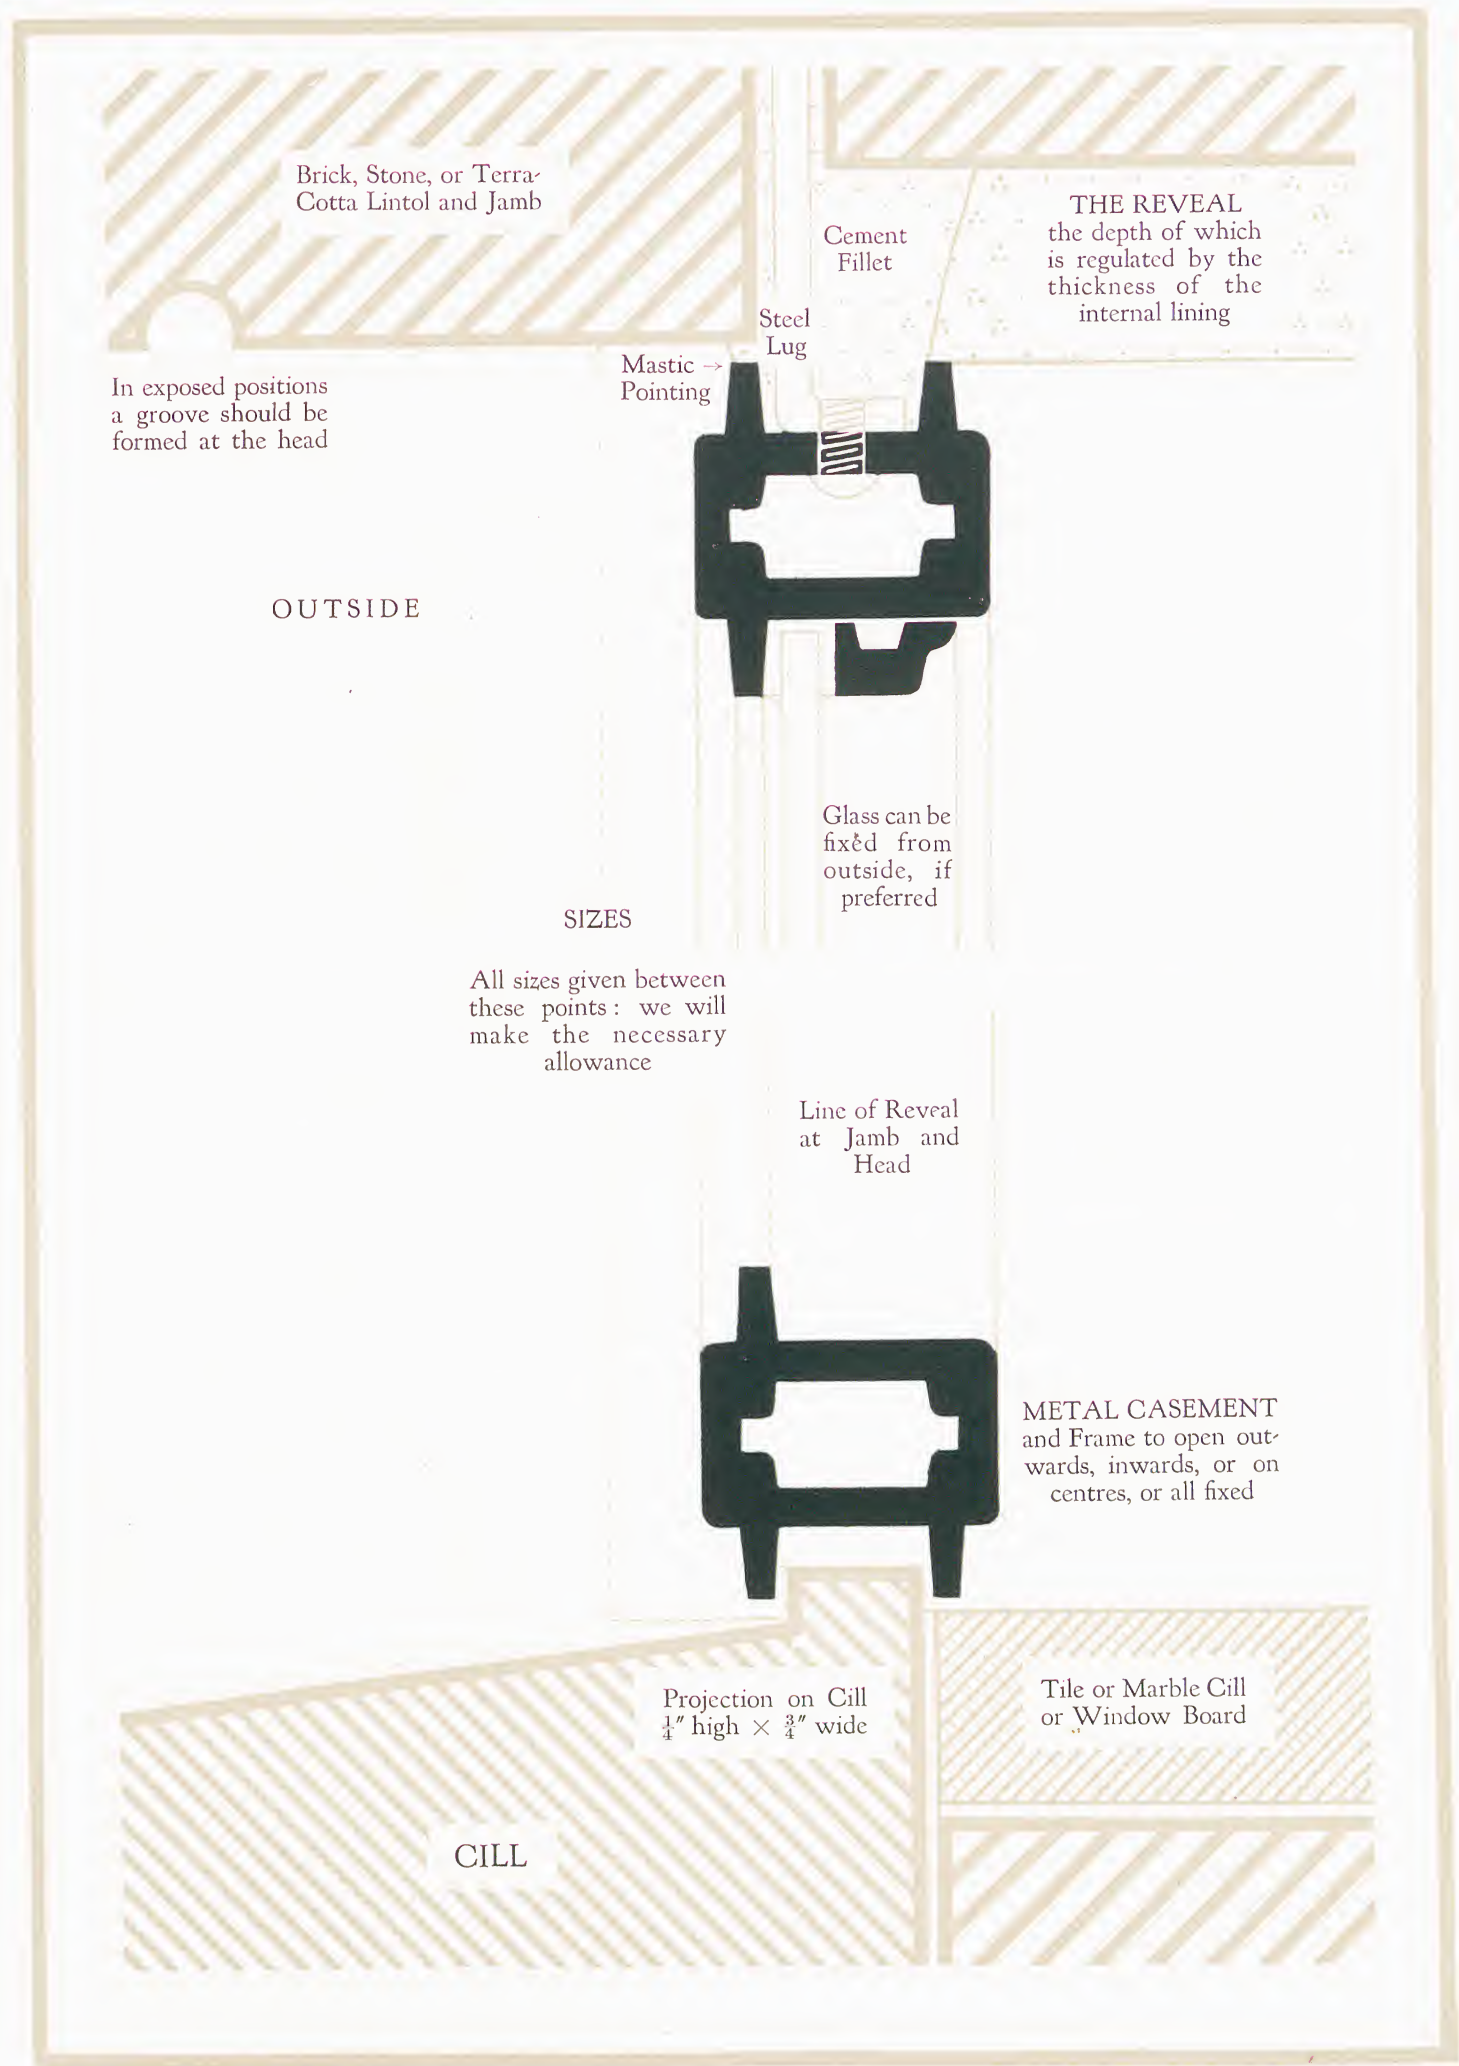 Brick, Stone, or Terra-
Cotta Lintol and Jamb
THE REVEAL
the depth of which
is regulated by the
thickness of the
internal lining
Cement
Fillet
Steel
Lug
Mastic →
Pointing
In exposed positions
a groove should be
formed at the head
OUTSIDE
Glass can be
fixed from
outside, if
preferred
SIZES
All sizes given between
these points : we will
make the necessary
allowance
Line of Reveal
at Jamb and
Head
METAL CASEMENT
and Frame to open out-
wards, inwards, or on
centres, or all fixed
Projection on Cill
¼″ high × ¾″ wide
Tile or Marble Cill
or Window Board
CILL